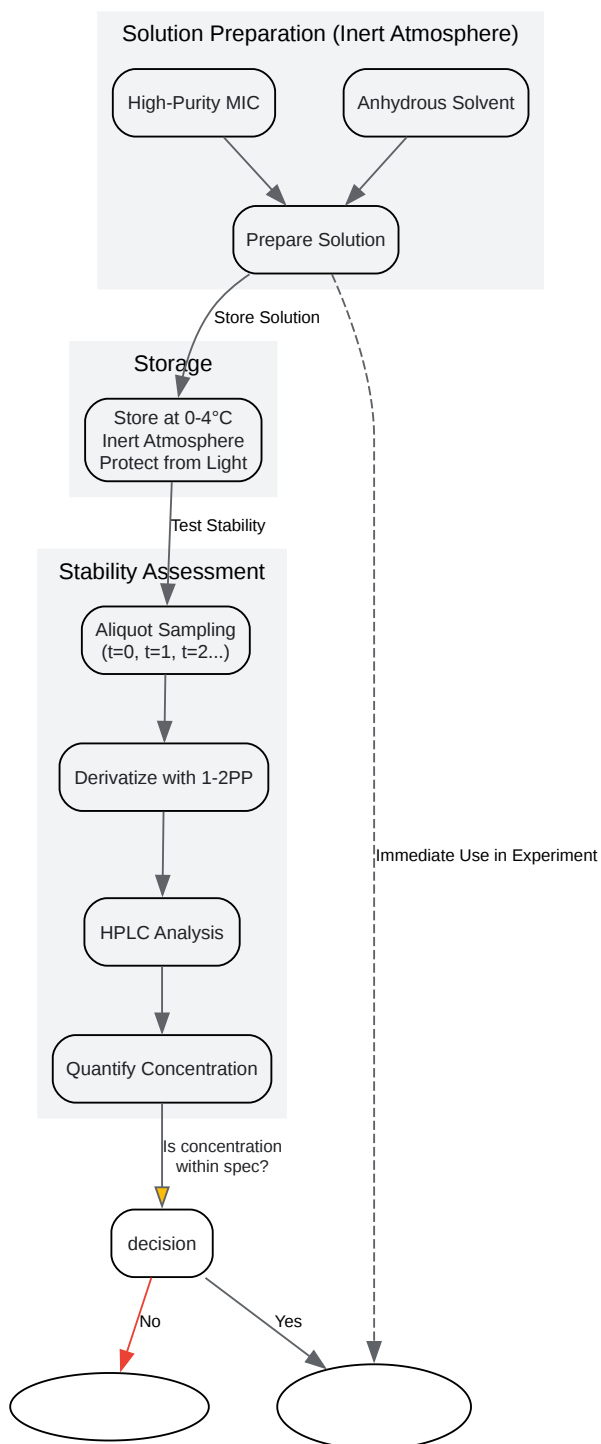 Solution Preparation (Inert Atmosphere)
High-Purity MIC
Anhydrous Solvent
Prepare Solution
Store Solution
Storage
Store at 0-4°C
Inert Atmosphere
Protect from Light
Test Stability
Stability Assessment
Aliquot Sampling
(t=0, t=1, t=2...)
Derivatize with 1-2PP
Immediate Use in Experiment
HPLC Analysis
Quantify Concentration
Is concentration
within spec?
decision
No
Yes